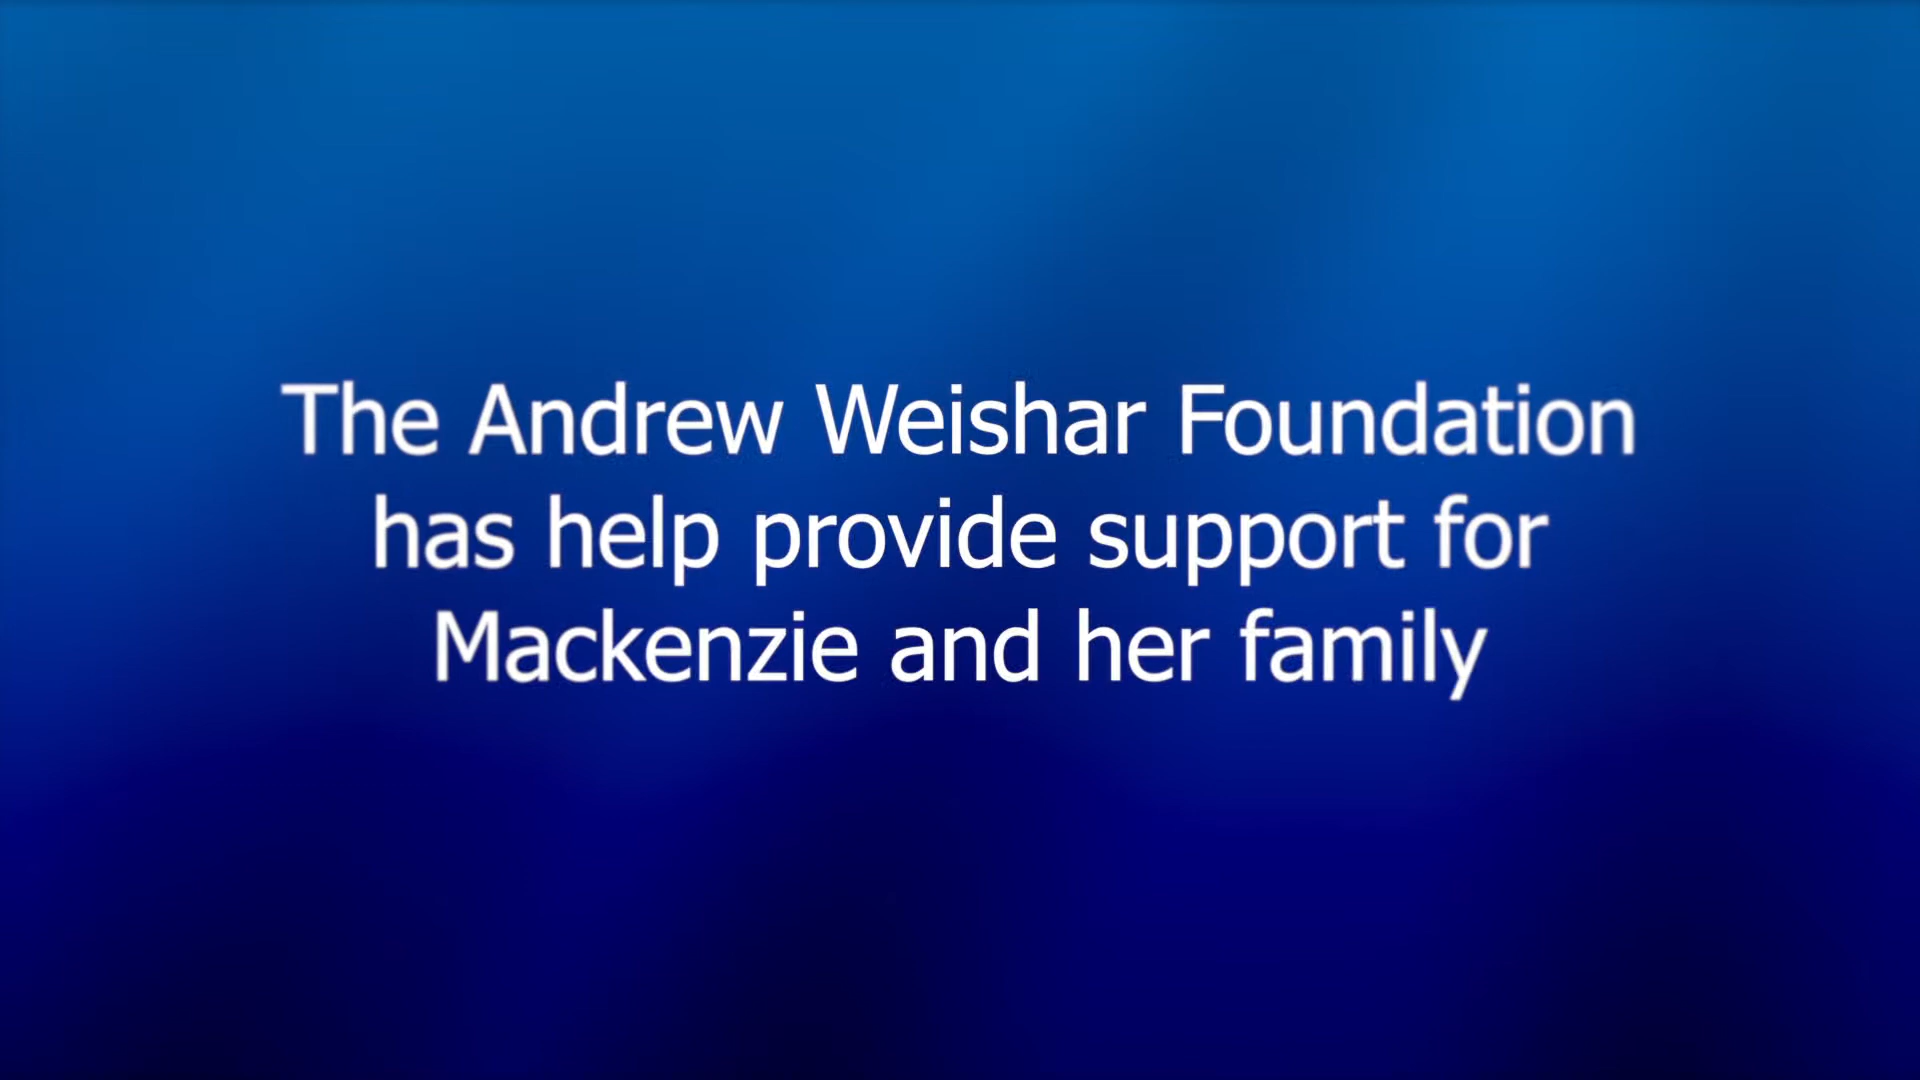 The Andrew Weishar Foundation
has help provide support for
Mackenzie and her family